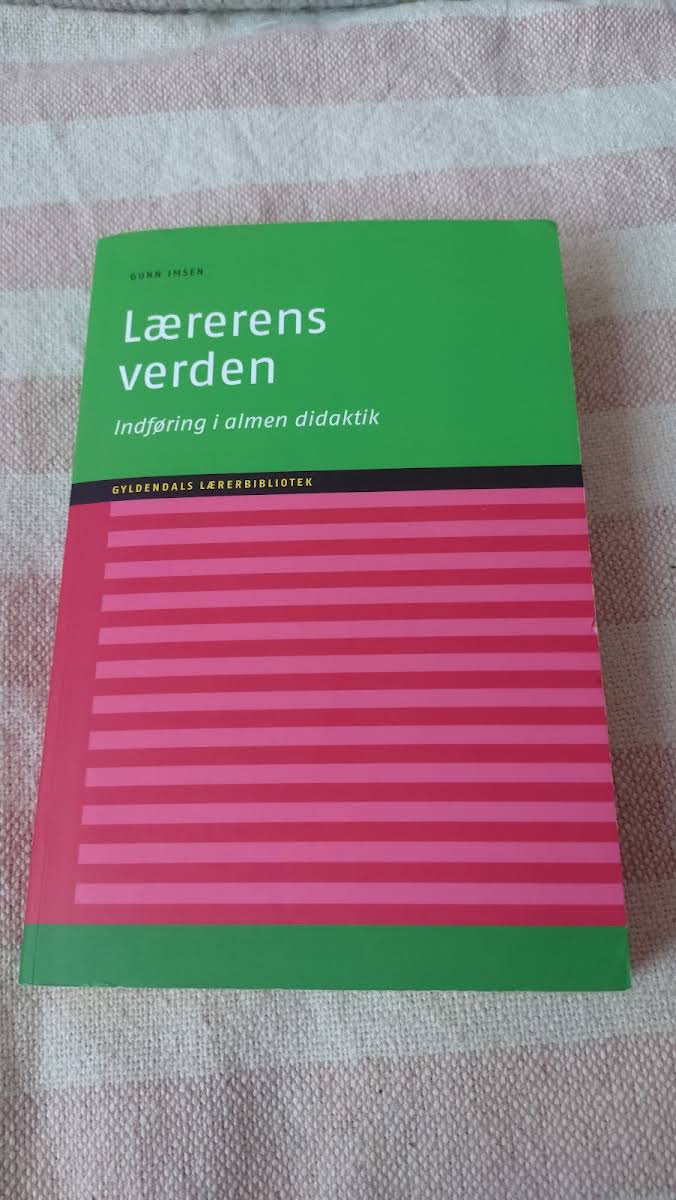 GUNN IMSEN
Lærerens
verden
Indføring i almen didaktik
GYLDENDALS LÆRERBIBLIOTEK